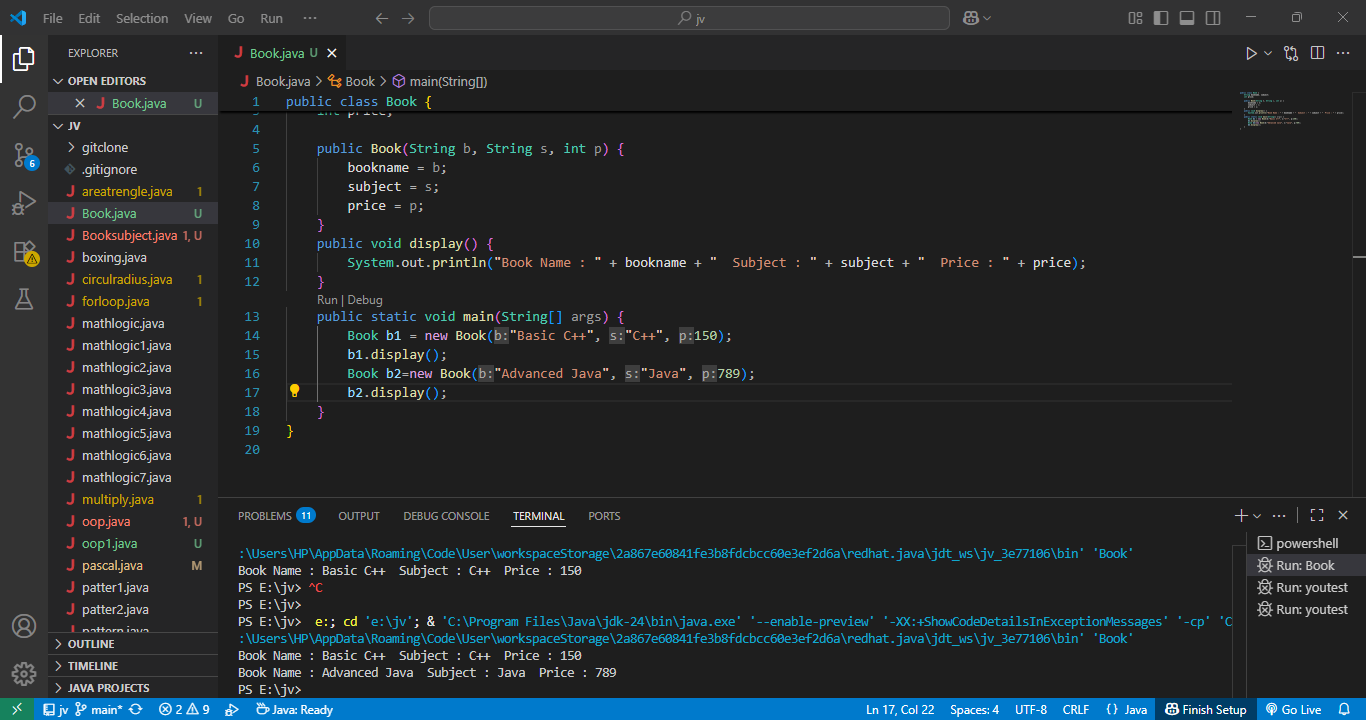 File Edit Selection View Go Run ··· jv
EXPLORER ···
OPEN EDITORS
Book.java U
JV
gitclone
.gitignore
areatrengle.java 1
Book.java U
Booksubject.java 1, U
boxing.java
circulradius.java 1
forloop.java 1
mathlogic.java
mathlogic1.java
mathlogic2.java
mathlogic3.java
mathlogic4.java
mathlogic5.java
mathlogic6.java
mathlogic7.java
multiply.java 1
oop.java 1, U
oop1.java U
pascal.java M
patter1.java
patter2.java
pattern.java
OUTLINE
TIMELINE
JAVA PROJECTS
6
Book.java U
Book.java > Book > main(String[])
1 public class Book {
int price;
4
5 public Book(String b, String s, int p) {
6 bookname = b;
7 subject = s;
8 price = p;
9 }
10 public void display() {
11 System.out.println("Book Name : " + bookname + "  Subject : " + subject + "  Price : " + price);
12 }
Run | Debug
13 public static void main(String[] args) {
14 Book b1 = new Book(b:"Basic C++", s:"C++", p:150);
15 b1.display();
16 Book b2=new Book(b:"Advanced Java", s:"Java", p:789);
17 b2.display();
18 }
19 }
20
PROBLEMS 11 OUTPUT DEBUG CONSOLE TERMINAL PORTS
:\Users\HP\AppData\Roaming\Code\User\workspaceStorage\2a867e60841fe3b8fdcbcc60e3ef2d6a\redhat.java\jdt_ws\jv_3e77106\bin' 'Book'
Book Name : Basic C++  Subject : C++  Price : 150
PS E:\jv> ^C
PS E:\jv>
PS E:\jv>  e:; cd 'e:\jv'; & 'C:\Program Files\Java\jdk-24\bin\java.exe' '--enable-preview' '-XX:+ShowCodeDetailsInExceptionMessages' '-cp' 'C
:\Users\HP\AppData\Roaming\Code\User\workspaceStorage\2a867e60841fe3b8fdcbcc60e3ef2d6a\redhat.java\jdt_ws\jv_3e77106\bin' 'Book'
Book Name : Basic C++  Subject : C++  Price : 150
Book Name : Advanced Java  Subject : Java  Price : 789
PS E:\jv>
powershell
Run: Book
Run: youtest
Run: youtest
jv main* 2 9 Java: Ready Ln 17, Col 22 Spaces: 4 UTF-8 CRLF {} Java Finish Setup Go Live